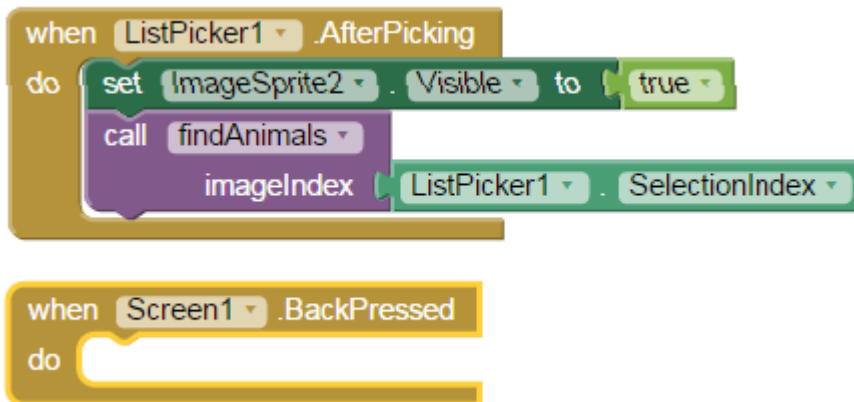 when ListPicker1 .AfterPicking
do set ImageSprite2 . Visible to true
call findAnimals
imageIndex ListPicker1 . SelectionIndex
when Screen1 .BackPressed
do